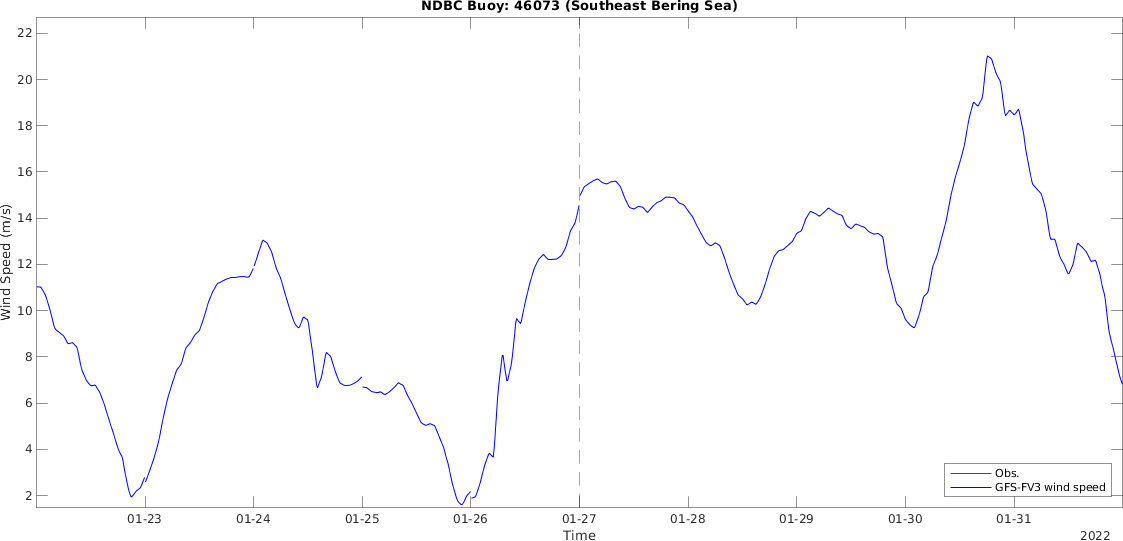 NDBC Buoy: 46073 (Southeast Bering Sea)
22
20
18
16
14
12
10
8
6
4
2
Wind Speed (m/s)
Obs.
GFS-FV3 wind speed
01-23 01-24 01-25 01-26 01-27 01-28 01-29 01-30 01-31
Time
2022